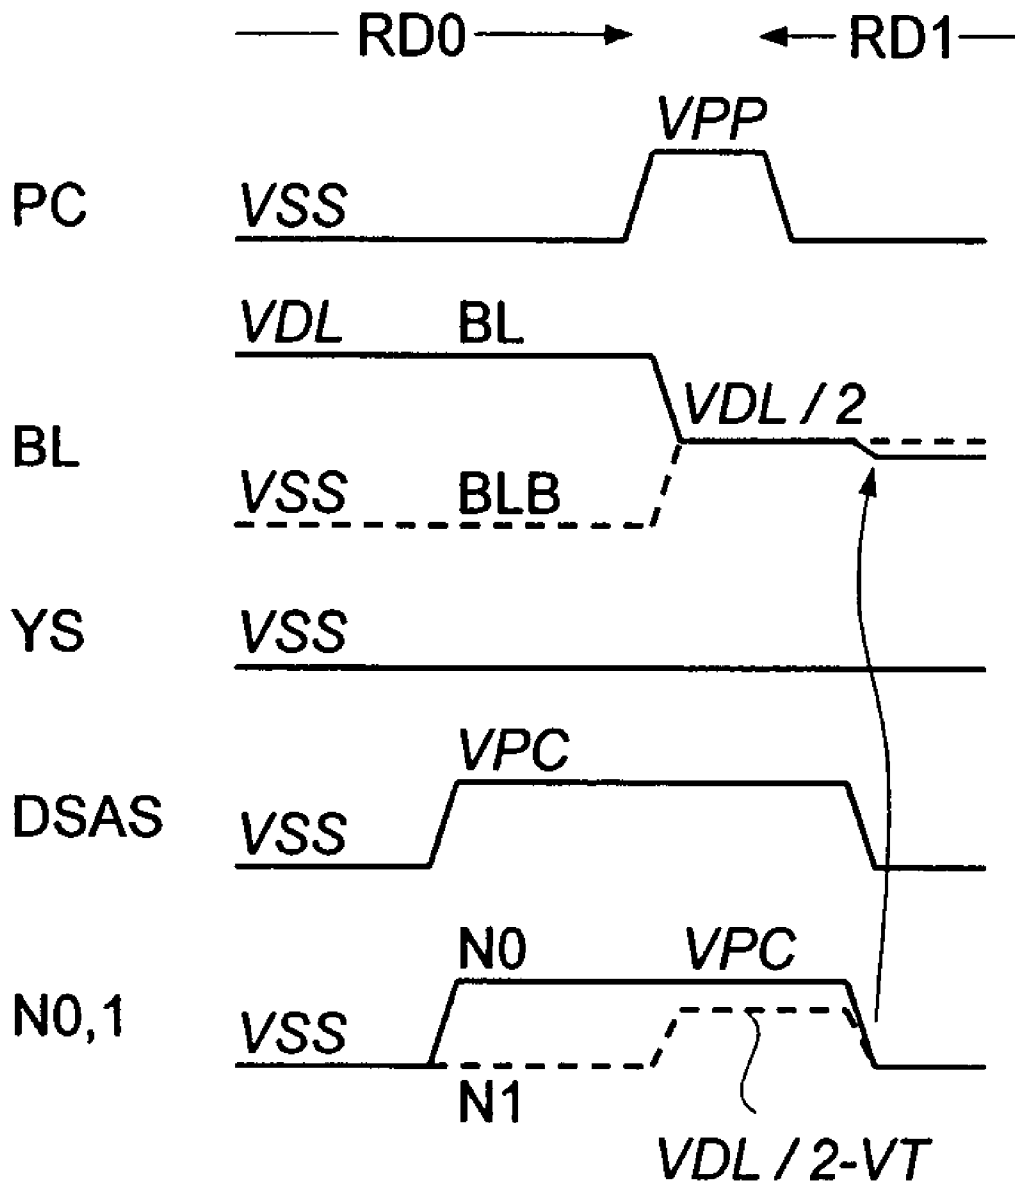 RD0 RD1
VPP
PC VSS
VDL BL
VDL / 2
BL
VSS BLB
YS VSS
VPC
DSAS VSS
N0 VPC
N0,1 VSS
N1
VDL / 2-VT